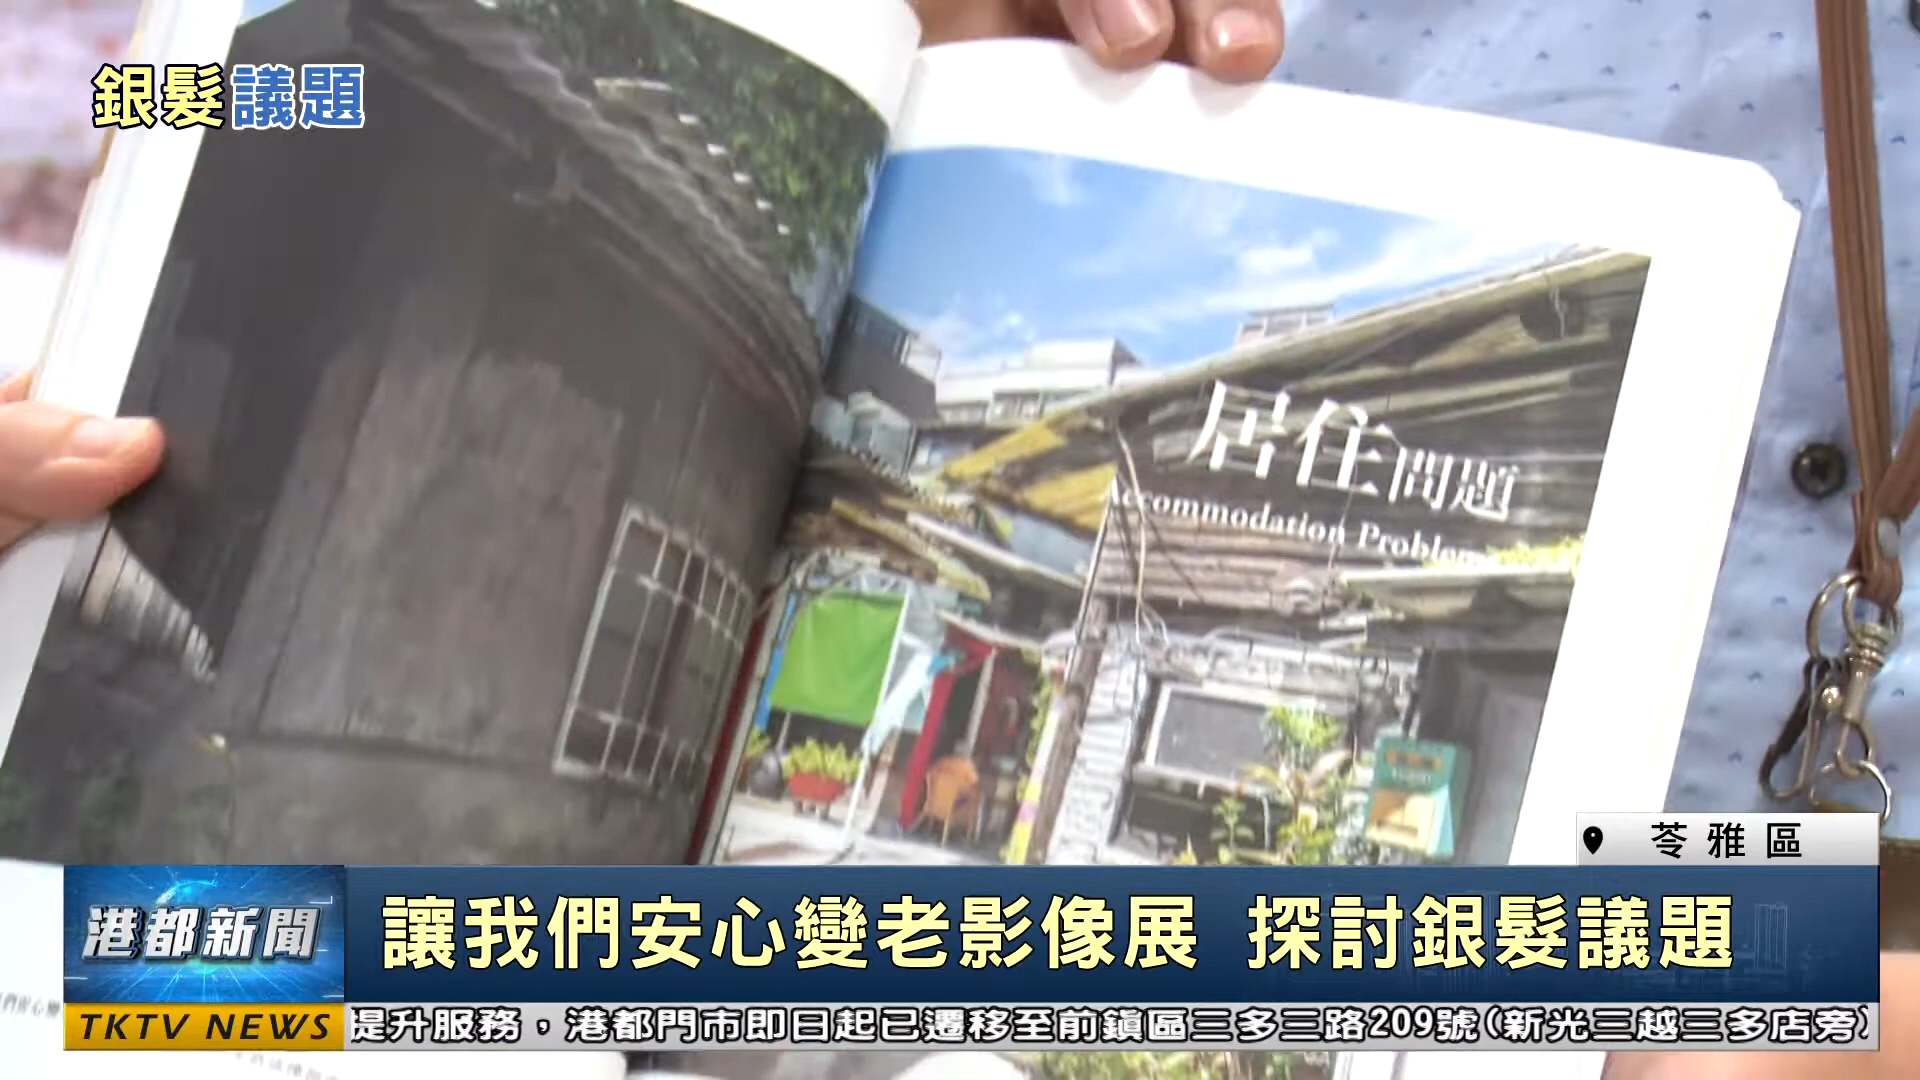 銀髮議題
居住問題
Accommodation Problem
苓雅區
港都新聞
讓我們安心變老影像展 探討銀髮議題
TKTV NEWS
提升服務，港都門市即日起已遷移至前鎮區三多三路209號(新光三越三多店旁)